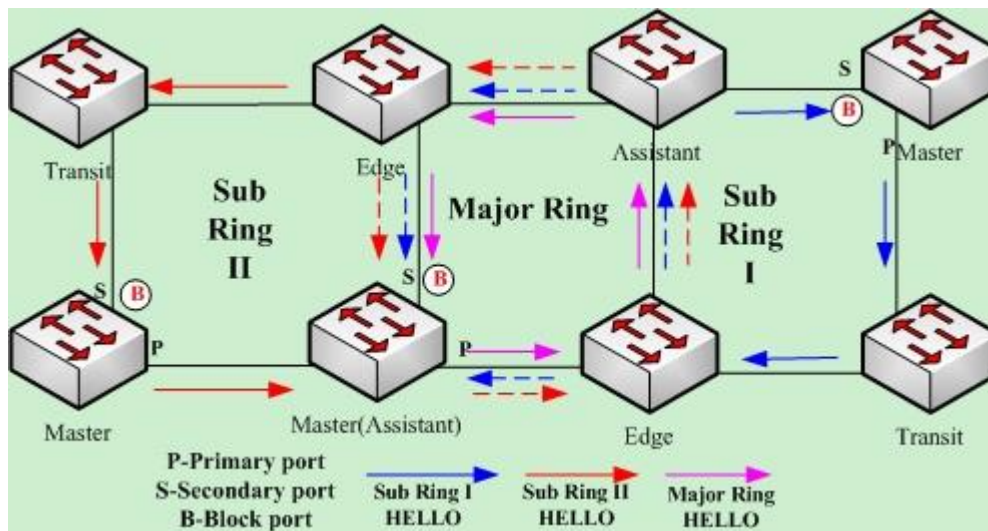 S
B
Transit
Edge
Assistant
P
Master
Sub
Ring
II
Major Ring
Sub
Ring
I
S
B
S
B
P
P
Master
Master(Assistant)
Edge
Transit
P-Primary port
S-Secondary port
B-Block port
Sub Ring I
HELLO
Sub Ring II
HELLO
Major Ring
HELLO